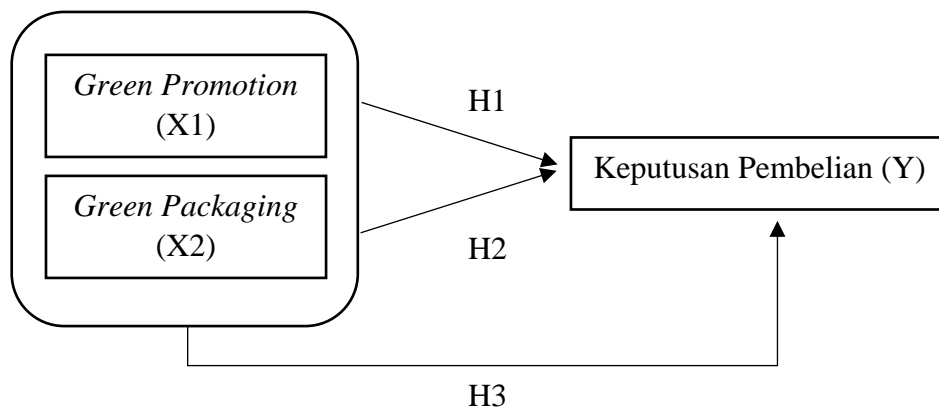 Green Promotion
(X1)
H1
Keputusan Pembelian (Y)
Green Packaging
(X2)
H2
H3